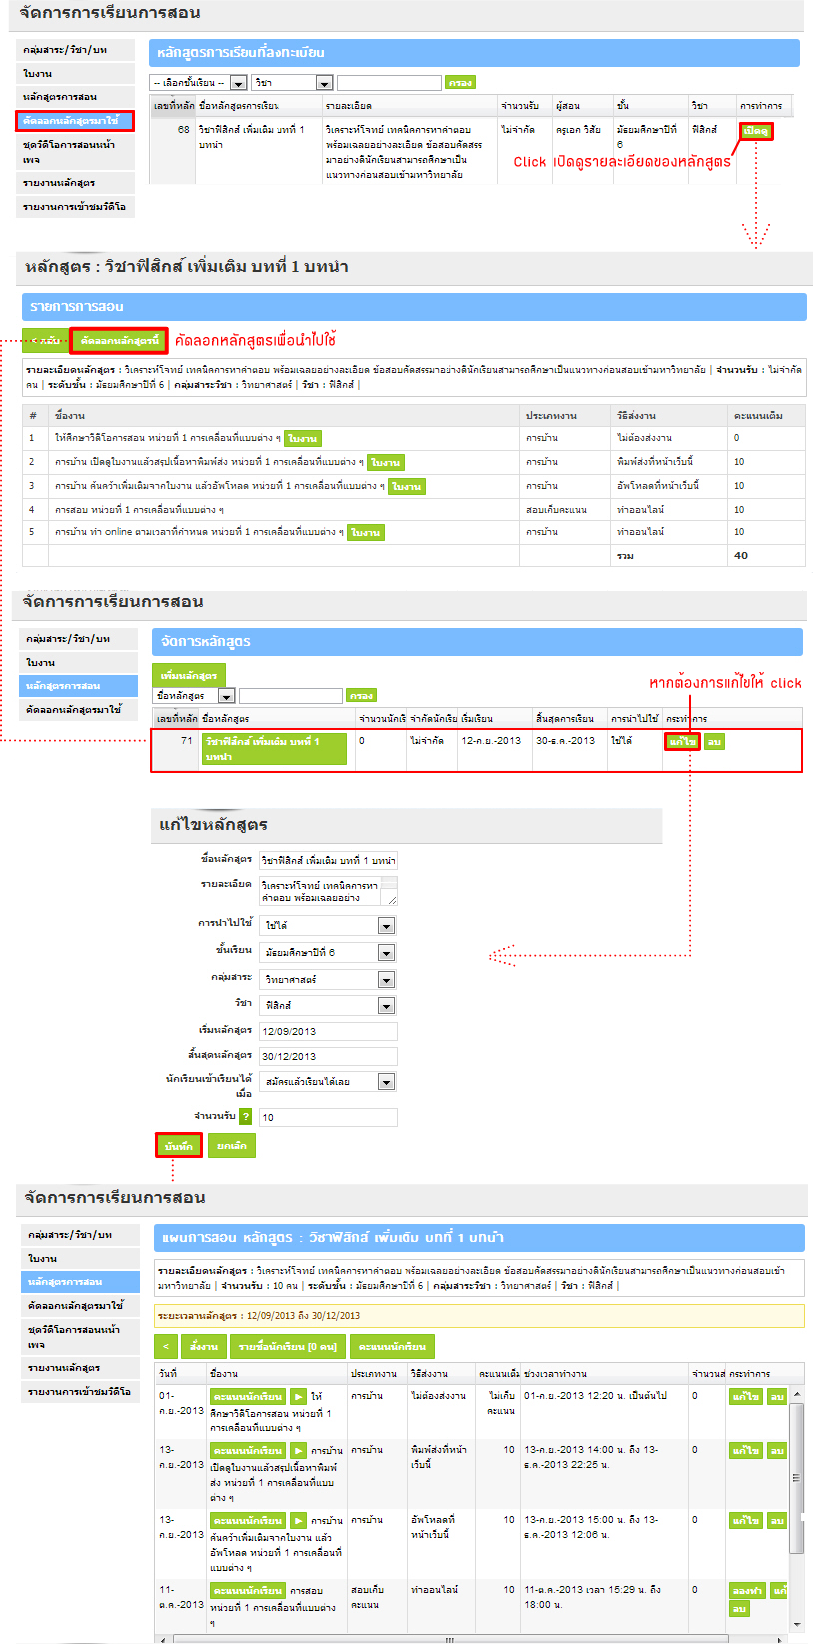 จัดการการเรียนการสอน
กลุ่มสาระ/วิชา/บท
ใบงาน
หลักสูตรการสอน
คัดลอกหลักสูตรมาใช้
ชุดวีดีโอการสอนหน้า
เพจ
รายงานหลักสูตร
รายงานการเข้าชมวีดีโอ
หลักสูตรการเรียนที่ลงทะเบียน
-- เลือกชั้นเรียน -- วิชา กรอง
เลขที่หลัก ชื่อหลักสูตรการเรียน รายละเอียด จำนวนรับ ผู้สอน ชั้น วิชา การทำการ
68 วิชาฟิสิกส์ เพิ่มเติม บทที่ 1 วิเคราะห์โจทย์ เทคนิคการหาคำตอบ ไม่จำกัด ครูเอก วิสัย มัธยมศึกษาปีที่ ฟิสิกส์ เปิดดู
บทนำ พร้อมเฉลยอย่างละเอียด ข้อสอบคัดสรร 6
มาอย่างดีนักเรียนสามารถศึกษาเป็น
แนวทางก่อนสอบเข้ามหาวิทยาลัย
Click เปิดดูรายละเอียดของหลักสูตร
หลักสูตร : วิชาฟิสิกส์ เพิ่มเติม บทที่ 1 บทนำ
รายการการสอน
< กลับ คัดลอกหลักสูตรนี้ คัดลอกหลักสูตรเพื่อนำไปใช้
รายละเอียดหลักสูตร : วิเคราะห์โจทย์ เทคนิคการหาคำตอบ พร้อมเฉลยอย่างละเอียด ข้อสอบคัดสรรมาอย่างดีนักเรียนสามารถศึกษาเป็นแนวทางก่อนสอบเข้ามหาวิทยาลัย | จำนวนรับ : ไม่จำกัด
คน | ระดับชั้น : มัธยมศึกษาปีที่ 6 | กลุ่มสาระวิชา : วิทยาศาสตร์ | วิชา : ฟิสิกส์ |
# ชื่องาน ประเภทงาน วิธีส่งงาน คะแนนเต็ม
1 ให้ศึกษาวิดีโอการสอน หน่วยที่ 1 การเคลื่อนที่แบบต่าง ๆ ใบงาน การบ้าน ไม่ต้องส่งงาน 0
2 การบ้าน เปิดดูใบงานแล้วสรุปเนื้อหาพิมพ์ส่ง หน่วยที่ 1 การเคลื่อนที่แบบต่าง ๆ ใบงาน การบ้าน พิมพ์ส่งที่หน้าเว็บนี้ 10
3 การบ้าน ค้นคว้าเพิ่มเติมจากใบงาน แล้วอัพโหลด หน่วยที่ 1 การเคลื่อนที่แบบต่าง ๆ ใบงาน การบ้าน อัพโหลดที่หน้าเว็บนี้ 10
4 การสอบ หน่วยที่ 1 การเคลื่อนที่แบบต่าง ๆ สอบเก็บคะแนน ทำออนไลน์ 10
5 การบ้าน ทำ online ตามเวลาที่กำหนด หน่วยที่ 1 การเคลื่อนที่แบบต่าง ๆ ใบงาน การบ้าน ทำออนไลน์ 10
รวม 40
จัดการการเรียนการสอน
กลุ่มสาระ/วิชา/บท
ใบงาน
หลักสูตรการสอน
คัดลอกหลักสูตรมาใช้
จัดการหลักสูตร
เพิ่มหลักสูตร
ชื่อหลักสูตร กรอง
หากต้องการแก้ไขให้ click
เลขที่หลัก ชื่อหลักสูตร จำนวนนักเรี จำกัดนักเรีย เริ่มเรียน สิ้นสุดการเรียน การนำไปใช้ กระทำการ
71 วิชาฟิสิกส์ เพิ่มเติม บทที่ 1 0 ไม่จำกัด 12-ก.ย.-2013 30-ธ.ค.-2013 ใช้ได้ แก้ไข ลบ
บทนำ
แก้ไขหลักสูตร
ชื่อหลักสูตร วิชาฟิสิกส์ เพิ่มเติม บทที่ 1 บทนำ
รายละเอียด วิเคราะห์โจทย์ เทคนิคการหา
คำตอบ พร้อมเฉลยอย่าง
การนำไปใช้ ใช้ได้
ชั้นเรียน มัธยมศึกษาปีที่ 6
กลุ่มสาระ วิทยาศาสตร์
วิชา ฟิสิกส์
เริ่มหลักสูตร 12/09/2013
สิ้นสุดหลักสูตร 30/12/2013
นักเรียนเข้าเรียนได้ สมัครแล้วเรียนได้เลย
เมื่อ
จำนวนรับ ? 10
บันทึก ยกเลิก
จัดการการเรียนการสอน
กลุ่มสาระ/วิชา/บท
ใบงาน
หลักสูตรการสอน
คัดลอกหลักสูตรมาใช้
ชุดวีดีโอการสอนหน้า
เพจ
รายงานหลักสูตร
รายงานการเข้าชมวีดีโอ
แผนการสอน หลักสูตร : วิชาฟิสิกส์ เพิ่มเติม บทที่ 1 บทนำ
รายละเอียดหลักสูตร : วิเคราะห์โจทย์ เทคนิคการหาคำตอบ พร้อมเฉลยอย่างละเอียด ข้อสอบคัดสรรมาอย่างดีนักเรียนสามารถศึกษาเป็นแนวทางก่อนสอบเข้า
มหาวิทยาลัย | จำนวนรับ : 10 คน | ระดับชั้น : มัธยมศึกษาปีที่ 6 | กลุ่มสาระวิชา : วิทยาศาสตร์ | วิชา : ฟิสิกส์ |
ระยะเวลาหลักสูตร : 12/09/2013 ถึง 30/12/2013
< สั่งงาน รายชื่อนักเรียน [0 คน] คะแนนนักเรียน
วันที่ ชื่องาน ประเภทงาน วิธีส่งงาน คะแนนเต็ม ช่วงเวลาทำงาน จำนวนส่ กระทำการ
01- คะแนนนักเรียน ให้ การบ้าน ไม่ต้องส่งงาน ไม่เก็บ 01-ก.ย.-2013 12:20 น. เป็นต้นไป 0 แก้ไข ลบ
ก.ย.-2013 ศึกษาวิดีโอการสอน หน่วยที่ 1 คะแนน
การเคลื่อนที่แบบต่าง ๆ
13- คะแนนนักเรียน การบ้าน การบ้าน พิมพ์ส่งที่หน้า 10 13-ก.ย.-2013 14:00 น. ถึง 13- 0 แก้ไข ลบ
ก.ย.-2013 เปิดดูใบงานแล้วสรุปเนื้อหาพิมพ์ เว็บนี้ ธ.ค.-2013 22:25 น.
ส่ง หน่วยที่ 1 การเคลื่อนที่แบบ
ต่าง ๆ
13- คะแนนนักเรียน การบ้าน การบ้าน อัพโหลดที่ 10 13-ก.ย.-2013 15:00 น. ถึง 13- 0 แก้ไข ลบ
ก.ย.-2013 ค้นคว้าเพิ่มเติมจากใบงาน แล้ว หน้าเว็บนี้ ธ.ค.-2013 12:06 น.
อัพโหลด หน่วยที่ 1 การเคลื่อนที่
แบบต่าง ๆ
11- คะแนนนักเรียน การสอบ สอบเก็บ ทำออนไลน์ 10 11-ต.ค.-2013 เวลา 15:29 น. ถึง 0 ลองทำ แก้
ต.ค.-2013 หน่วยที่ 1 การเคลื่อนที่แบบต่าง คะแนน 18:00 น. ลบ
ๆ